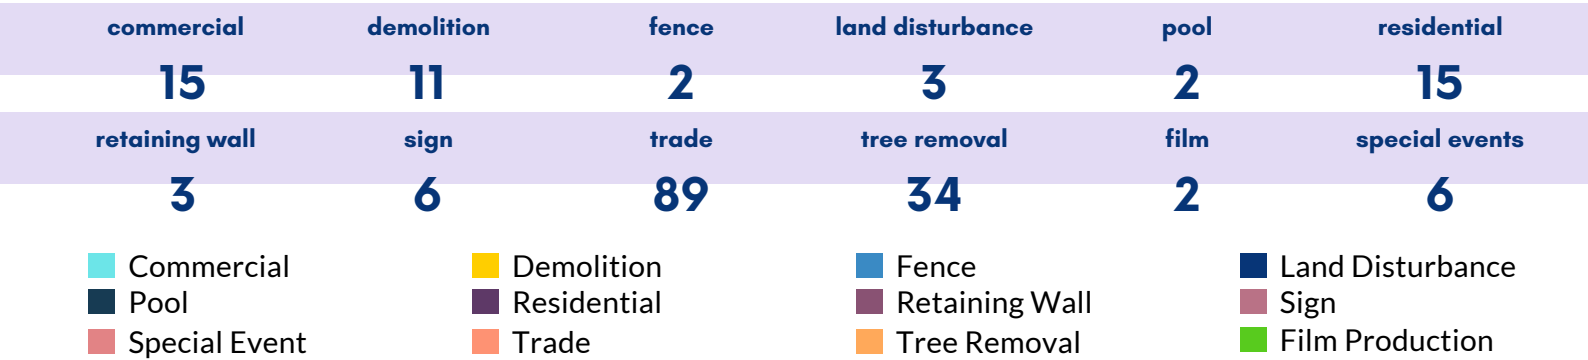 commercial demolition fence land disturbance pool residential
15 11 2 3 2 15
retaining wall sign trade tree removal film special events
3 6 89 34 2 6
Commercial Demolition Fence Land Disturbance
Pool Residential Retaining Wall Sign
Special Event Trade Tree Removal Film Production